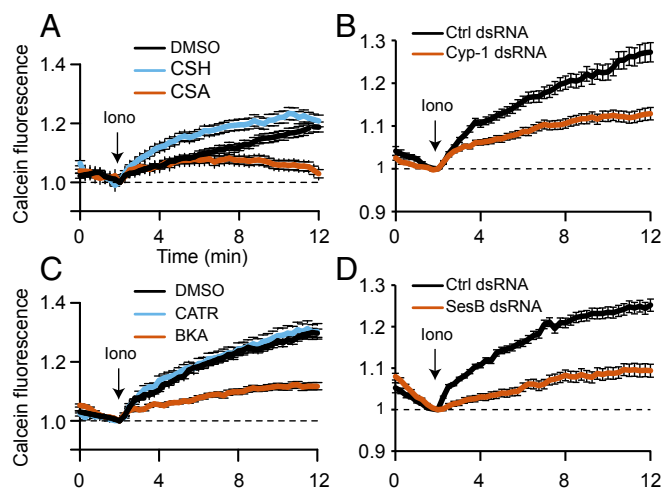 A
Calcein fluorescence
DMSO
CSH
CSA
Iono
1.4
1.2
1.0
0
4
8
12
Time (min)
B
Ctrl dsRNA
Cyp-1 dsRNA
Iono
1.3
1.2
1.1
1
0.9
0
4
8
12
C
Calcein fluorescence
DMSO
CATR
BKA
Iono
1.4
1.2
1.0
0
4
8
12
D
Ctrl dsRNA
SesB dsRNA
Iono
1.3
1.2
1.1
1
0.9
0
4
8
12